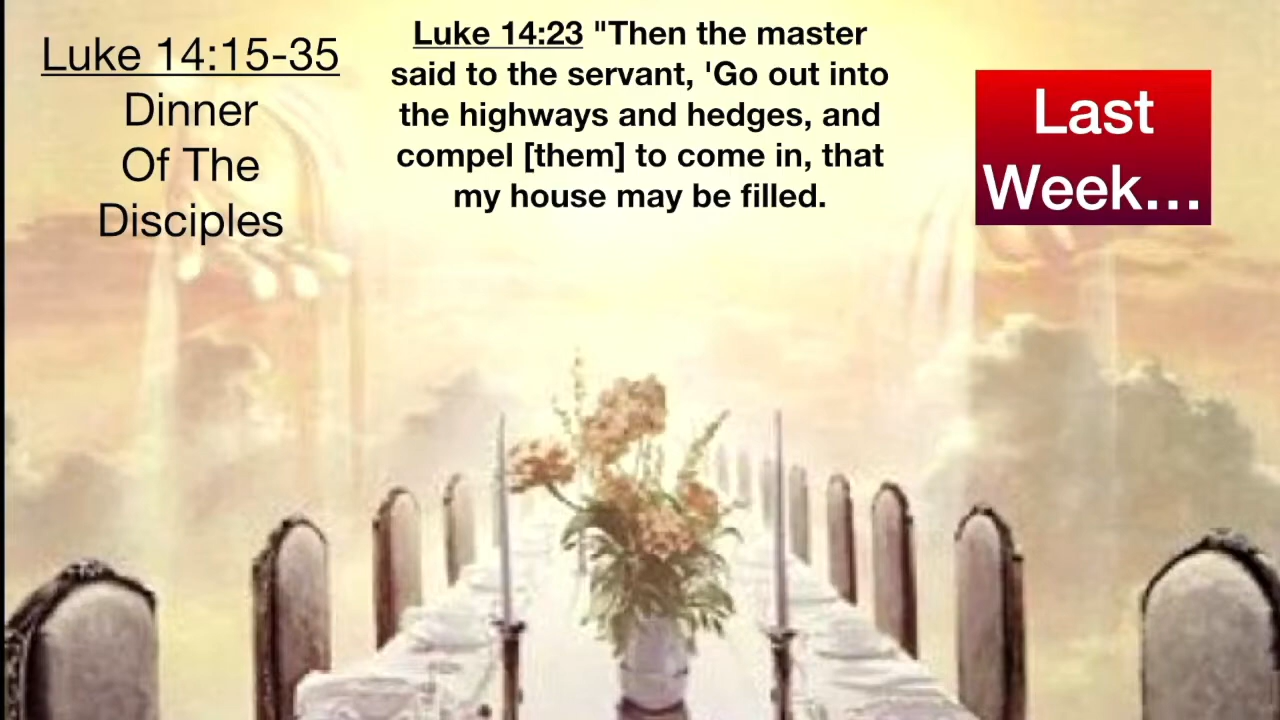 Luke 14:15-35
Dinner
Of The
Disciples
Luke 14:23 "Then the master
said to the servant, 'Go out into
the highways and hedges, and
compel [them] to come in, that
my house may be filled.
Last
Week…